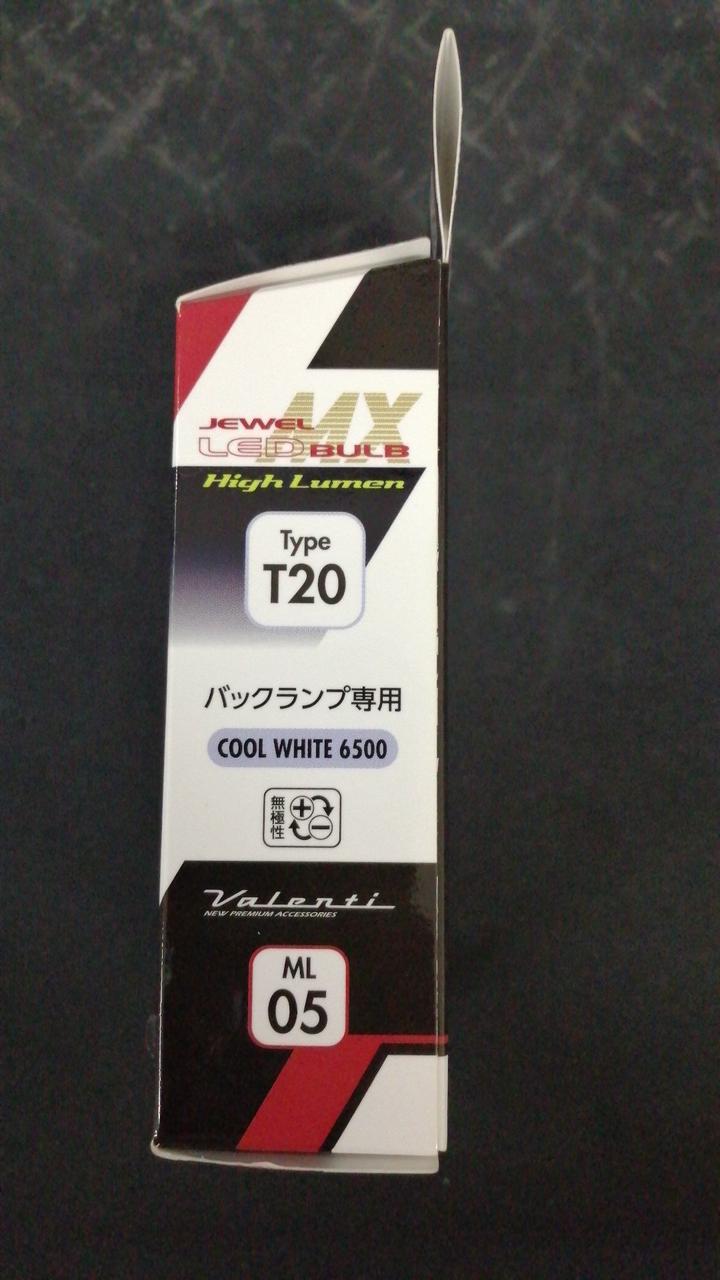 JEWEL MX
LED BULB
High Lumen
Type
T20
バックランプ専用
COOL WHITE 6500
無極性
+
−
Valenti
NEW PREMIUM ACCESSORIES
ML
05